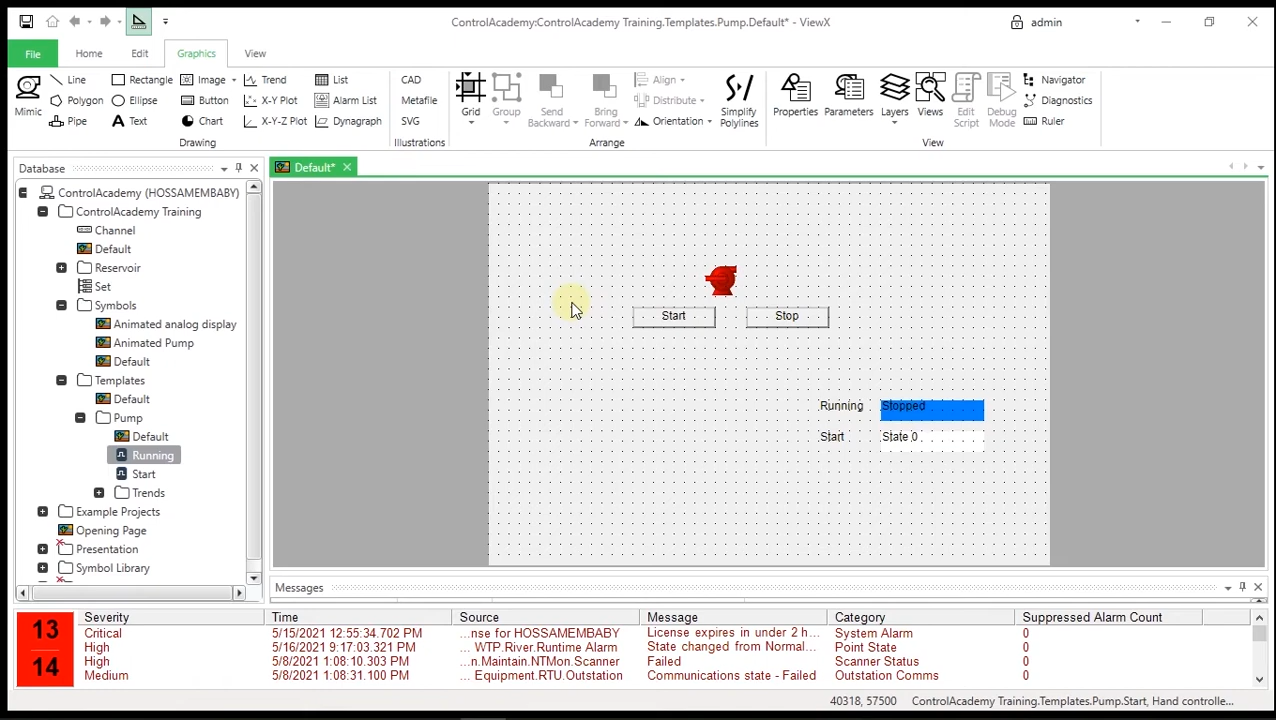 ControlAcademy:ControlAcademy Training.Templates.Pump.Default* - ViewX
admin
File
Home
Edit
Graphics
View
Mimic
Line
Rectangle
Image
Trend
List
Polygon
Ellipse
Button
X-Y Plot
Alarm List
Pipe
Text
Chart
X-Y-Z Plot
Dynagraph
Drawing
CAD
Metafile
SVG
Illustrations
Grid
Group
Send Backward
Bring Forward
Align
Distribute
Orientation
Simplify Polylines
Arrange
Properties
Parameters
Layers
Views
Edit Script
Debug Mode
Navigator
Diagnostics
Ruler
View
Database
Default*
ControlAcademy (HOSSAMEMBABY)
ControlAcademy Training
Channel
Default
Reservoir
Set
Symbols
Animated analog display
Animated Pump
Default
Templates
Default
Pump
Default
Running
Start
Trends
Example Projects
Opening Page
Presentation
Symbol Library
Start
Stop
Running
Stopped
Start
State 0
Messages
13
14
Severity Time Source Message Category Suppressed Alarm Count
Critical 5/15/2021 12:55:34.702 PM ...nse for HOSSAMEMBABY License expires in under 2 h... System Alarm 0
High 5/16/2021 9:17:03.321 PM ... WTP.River.Runtime Alarm State changed from Normal... Point State 0
High 5/8/2021 1:08:10.303 PM ...n.Maintain.NTMon.Scanner Failed Scanner Status 0
Medium 5/8/2021 1:08:31.100 PM ... Equipment.RTU.Outstation Communications state - Failed Outstation Comms 0
40318, 57500
ControlAcademy Training.Templates.Pump.Start, Hand controlle...